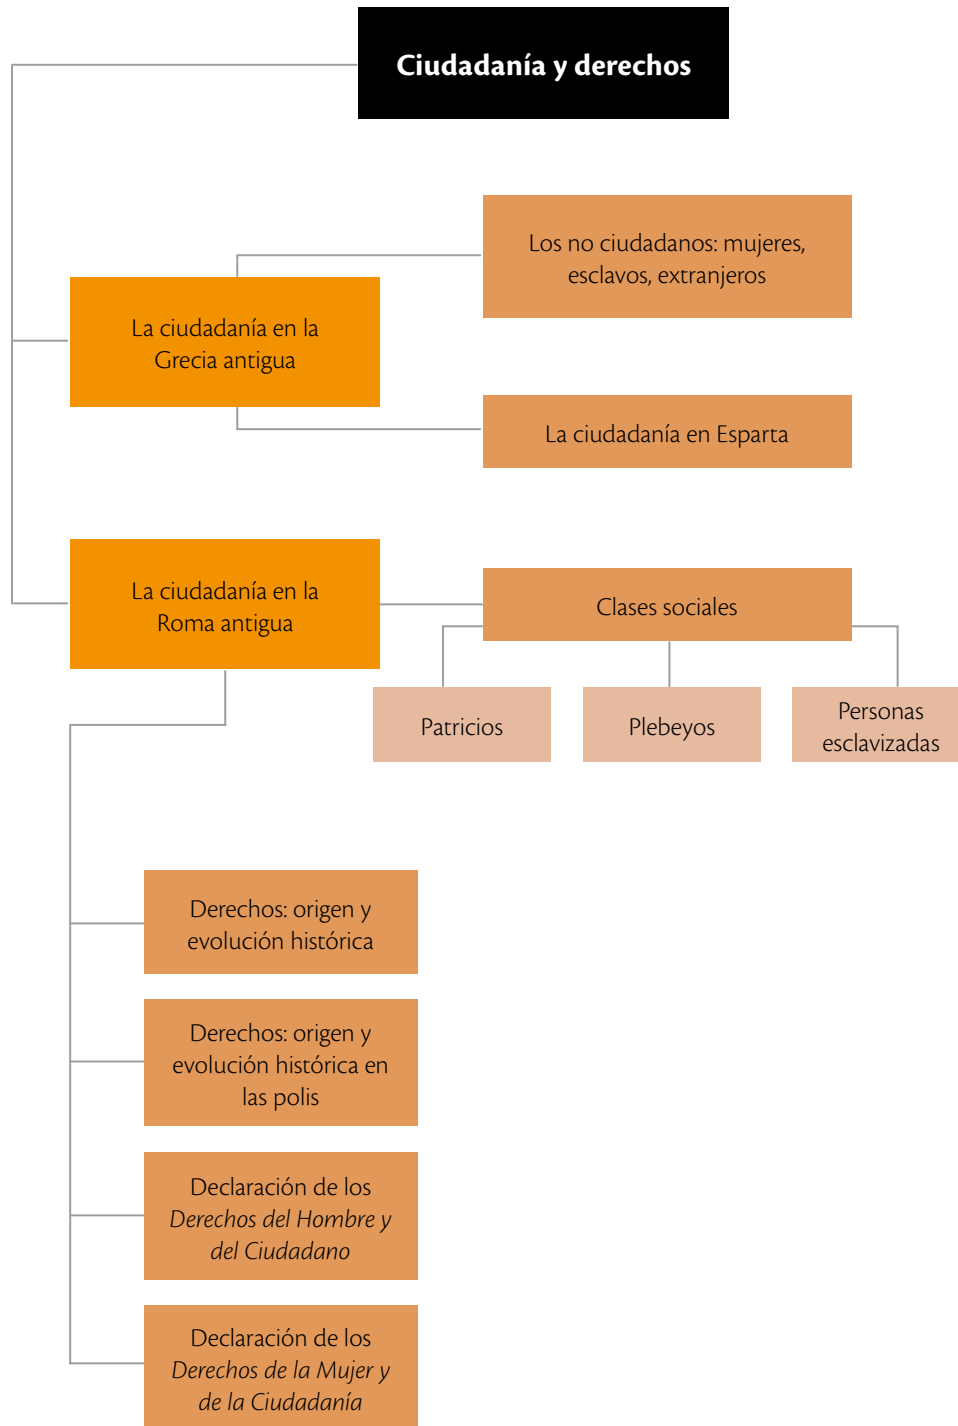 Ciudadanía y derechos
Los no ciudadanos: mujeres,
esclavos, extranjeros
La ciudadanía en la
Grecia antigua
La ciudadanía en Esparta
La ciudadanía en la
Roma antigua
Clases sociales
Patricios
Plebeyos
Personas
esclavizadas
Derechos: origen y
evolución histórica
Derechos: origen y
evolución histórica en
las polis
Declaración de los
Derechos del Hombre y
del Ciudadano
Declaración de los
Derechos de la Mujer y
de la Ciudadanía